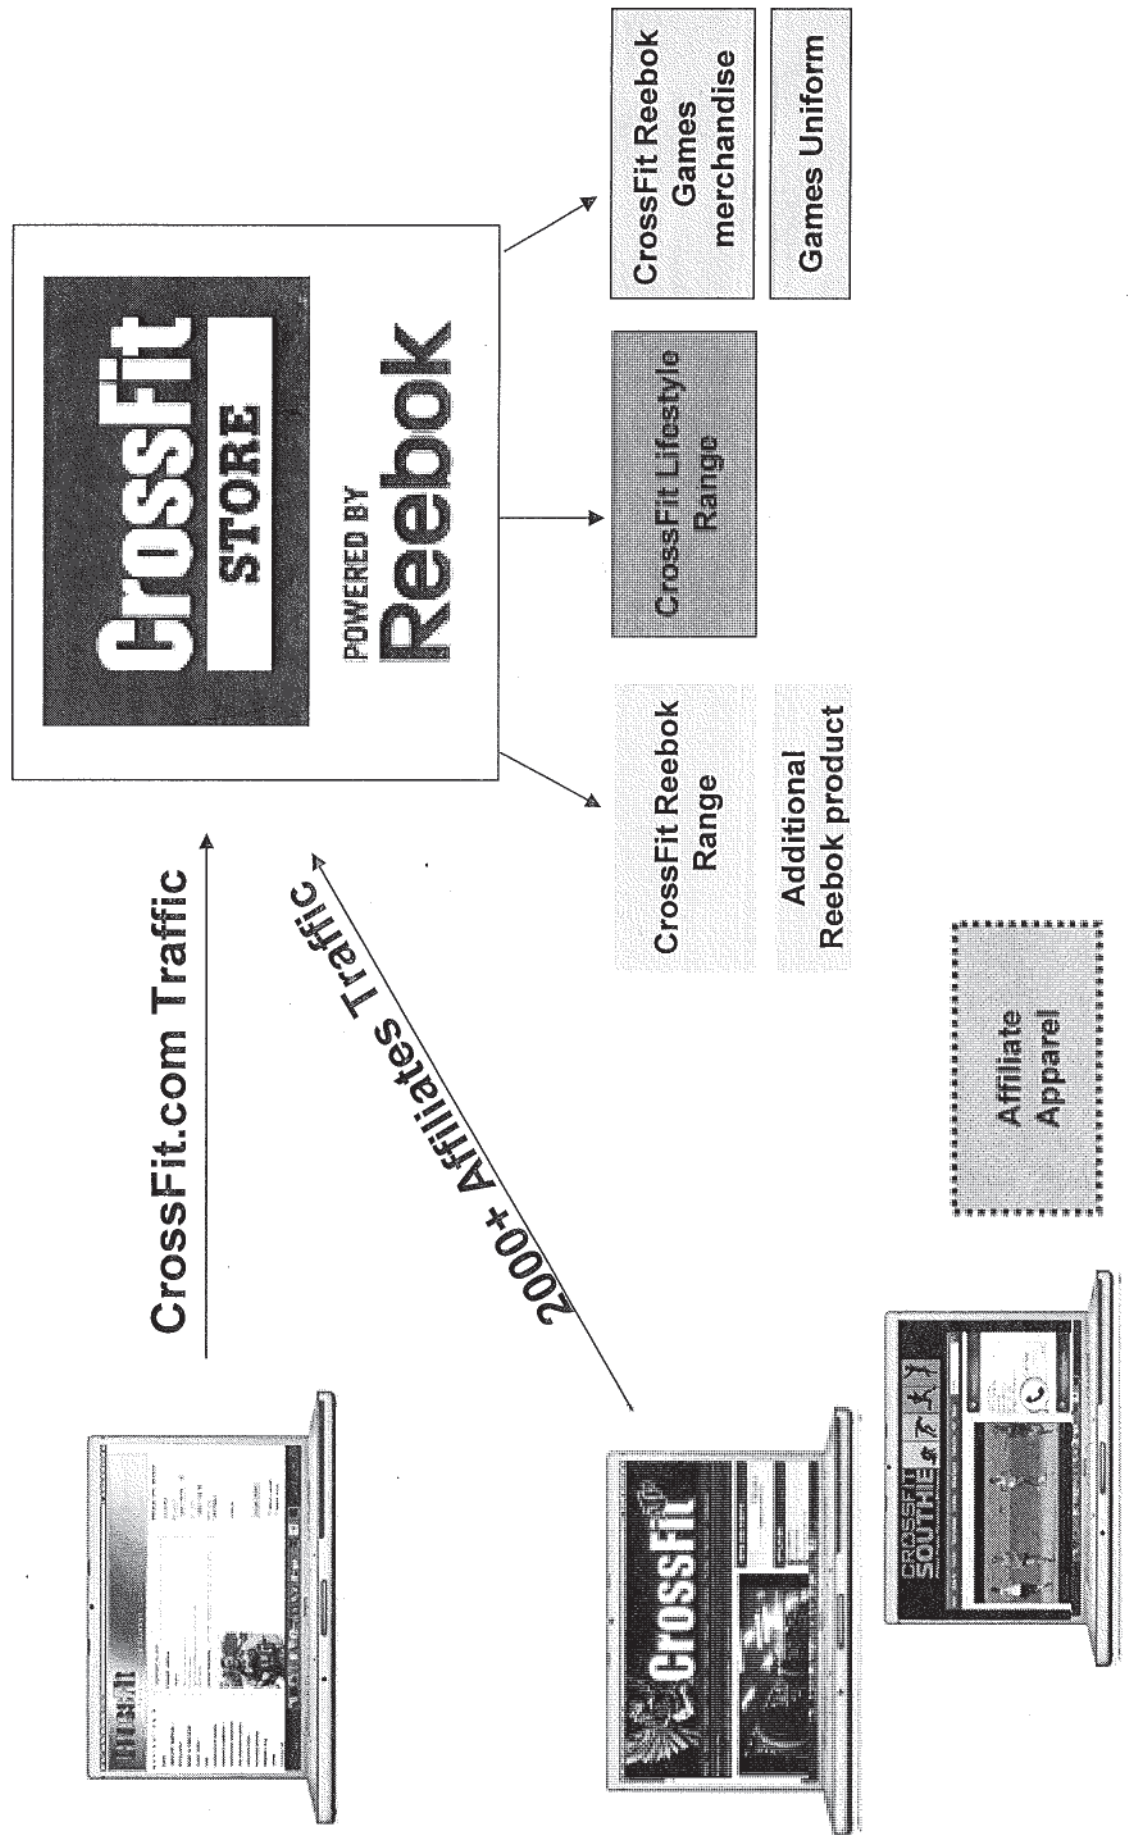 CrossFit
STORE
POWERED BY
Reebok
CrossFit.com Traffic
2000+ Affiliates Traffic
CrossFit Reebok
Range
Additional
Reebok product
CrossFit Lifestyle
Range
CrossFit Reebok
Games
merchandise
Games Uniform
CrossFit
CROSSFIT
SOUTHIE
Affiliate
Apparel